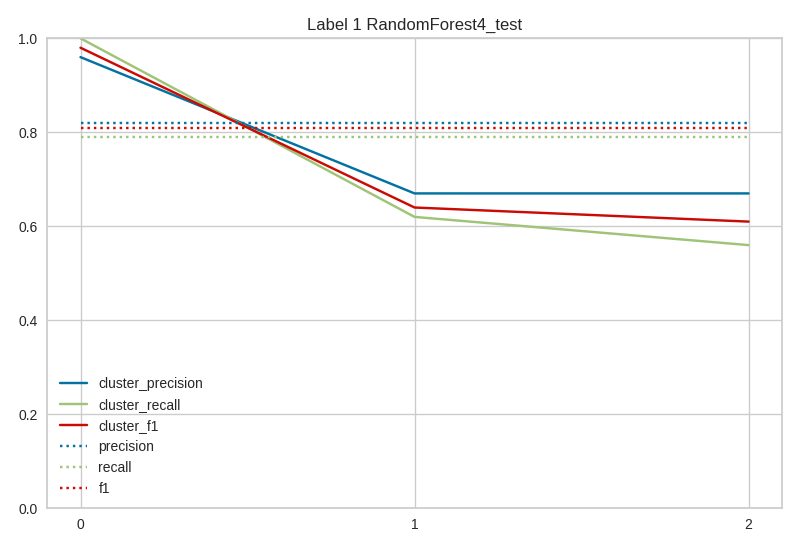 Label 1 RandomForest4_test
1.0
0.8
0.6
0.4
0.2
0.0
cluster_precision
cluster_recall
cluster_f1
precision
recall
f1
0 1 2